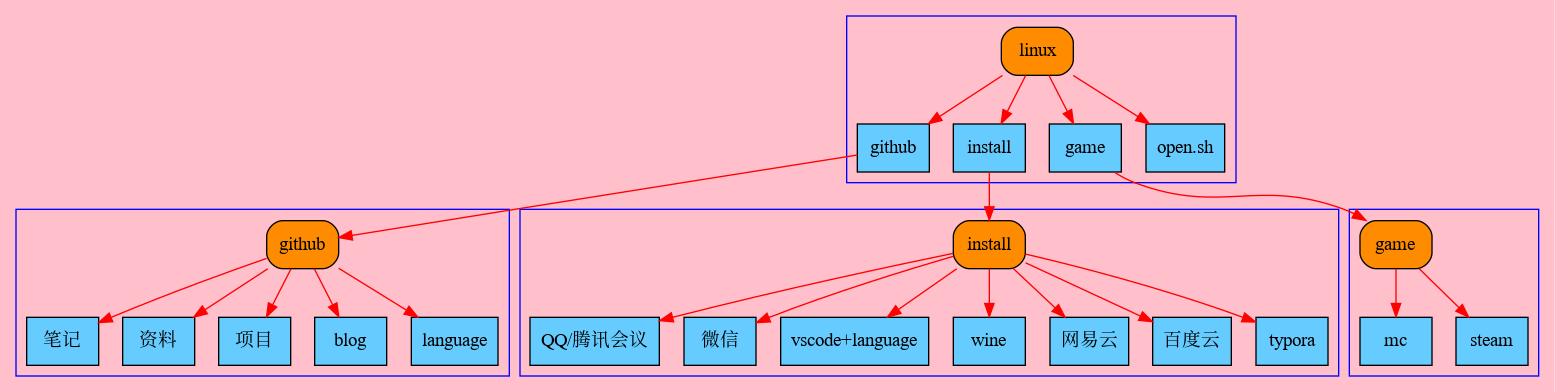 linux
github
install
game
open.sh
github
install
game
笔记
资料
项目
blog
language
QQ/腾讯会议
微信
vscode+language
wine
网易云
百度云
typora
mc
steam